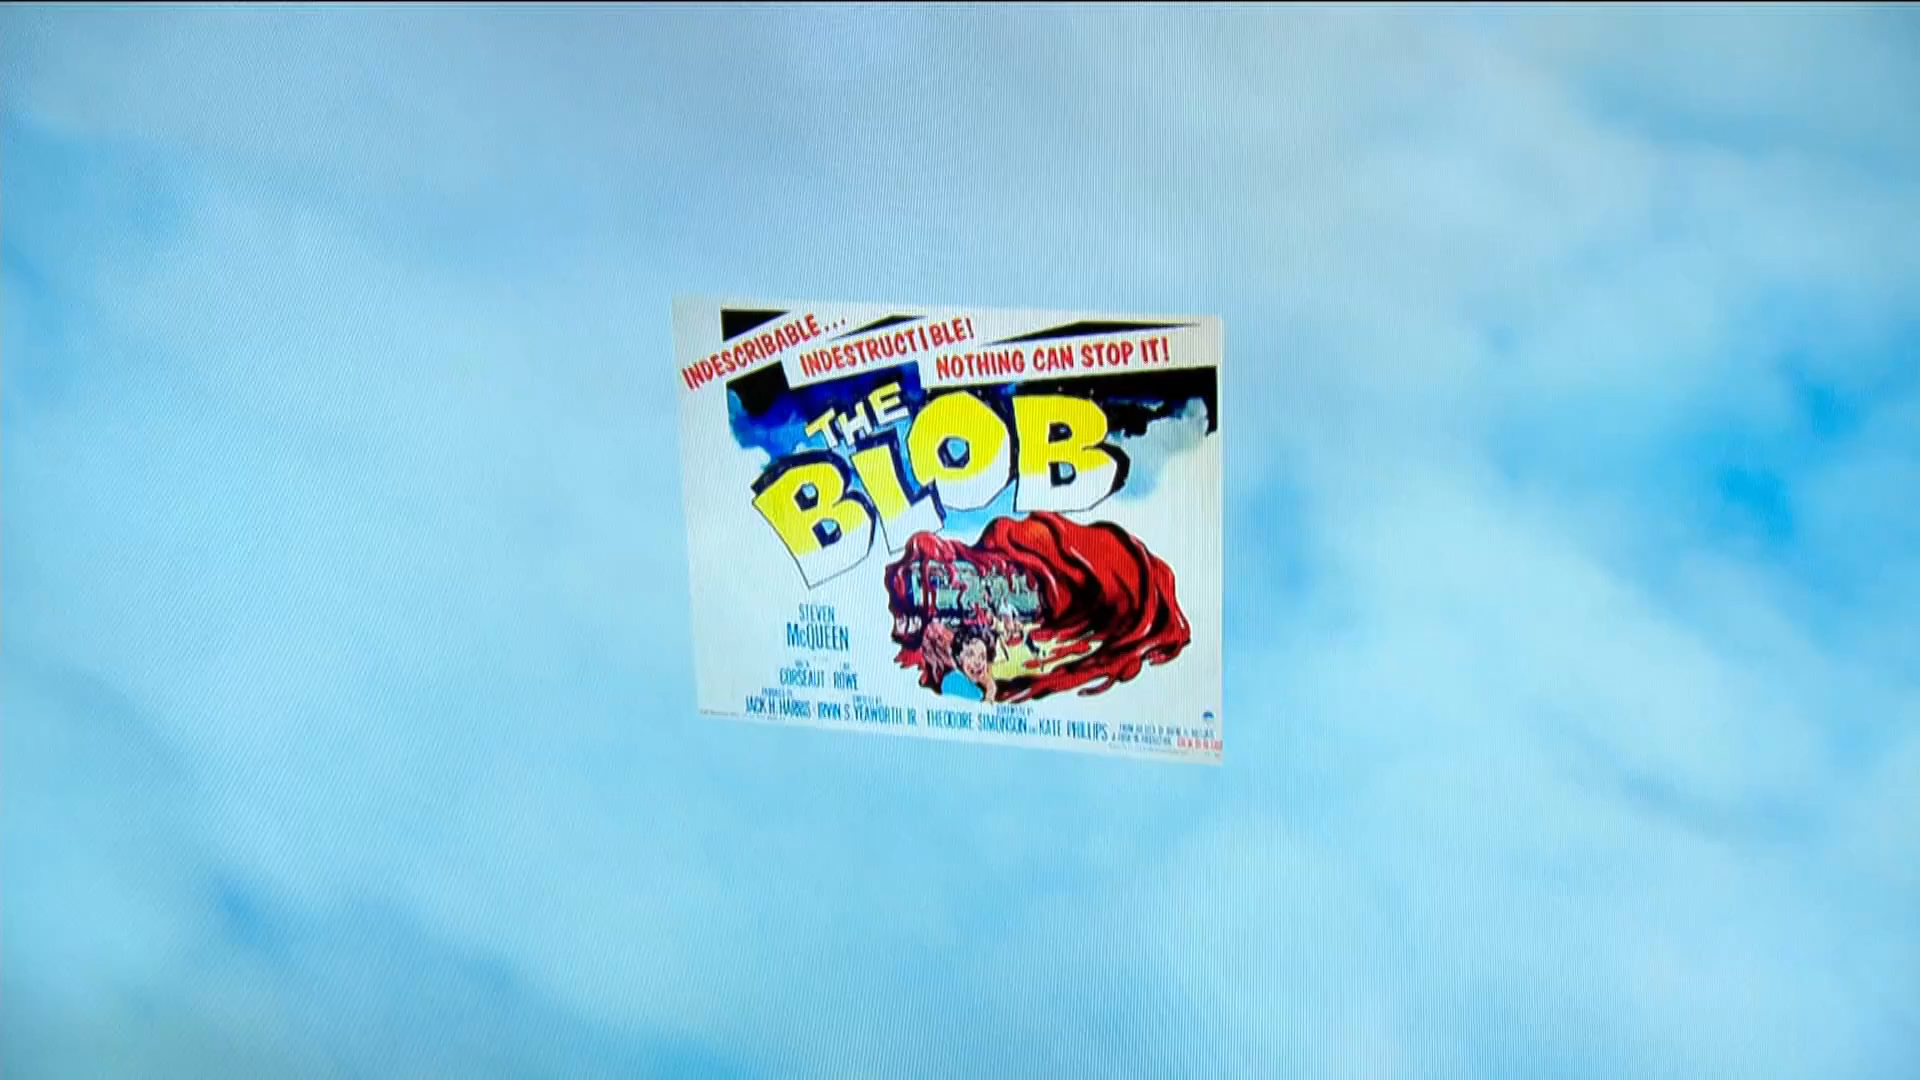 INDESCRIBABLE...
INDESTRUCTIBLE!
NOTHING CAN STOP IT!
THE
BLOB
STEVEN
McQUEEN
CORSEAUT · ROWE
JACK H. HARRIS · IRVIN S. YEAWORTH, JR. · THEODORE SIMONSON KATE PHILLIPS